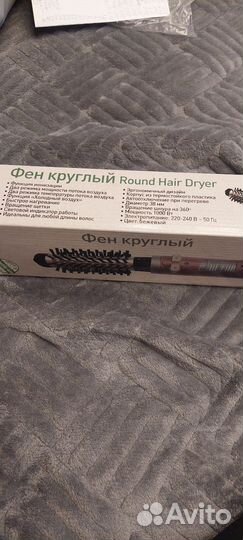 Фен круглый Round Hair Dryer
• Функция ионизации
• Два режима мощности потока воздуха
• Два режима температуры потока воздуха
• Функция «Холодный воздух»
• Быстрое нагревание
• Вращение щетки
• Световой индикатор работы
• Идеальны для любой длины волос
• Эргономичный дизайн
• Корпус из термостойкого пластика
• Автоотключение при перегреве
• Диаметр 38 мм
• Вращение шнура на 360°
• Мощность 1000 Вт
• Электропитание: 220-240 В ~ 50 Гц
• Цвет: бежевый
Фен круглый
Avito